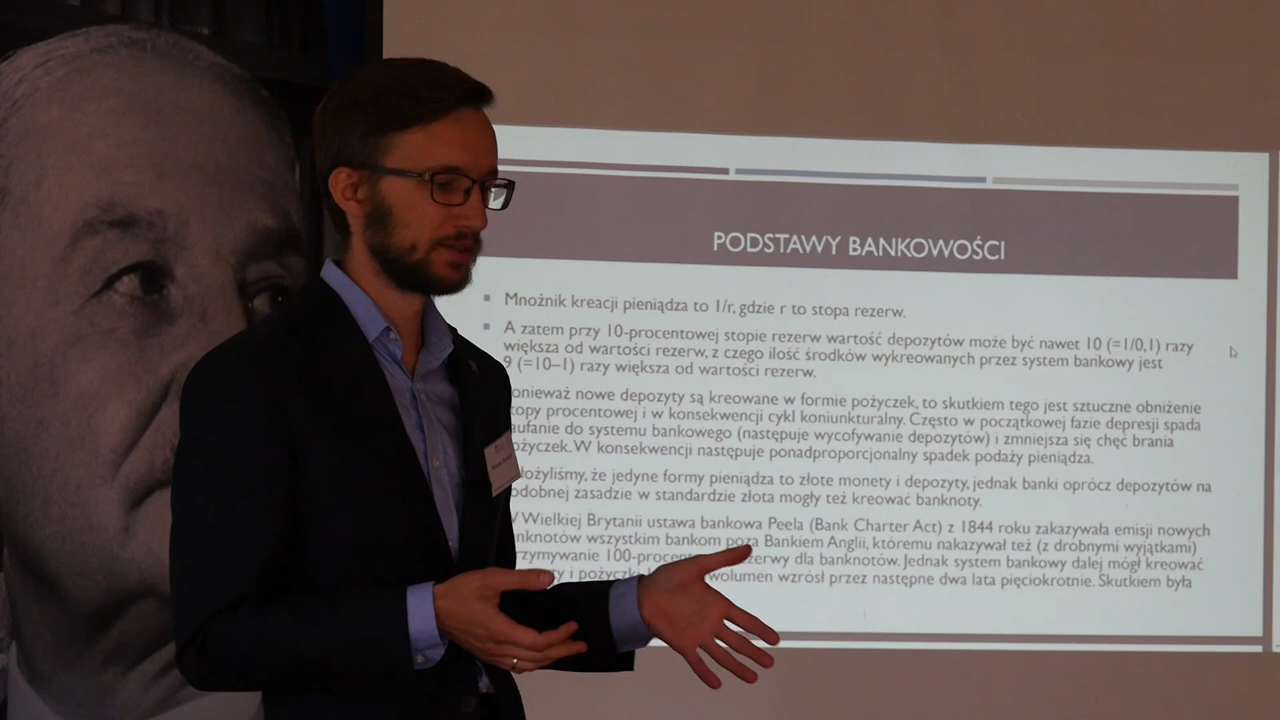 PODSTAWY BANKOWOŚCI
Mnożnik kreacji pieniądza to 1/r, gdzie r to stopa rezerw.
A zatem przy 10-procentowej stopie rezerw wartość depozytów może być nawet 10 (=1/0,1) razy
większa od wartości rezerw, z czego ilość środków wykreowanych przez system bankowy jest
9 (=10–1) razy większa od wartości rezerw.
onieważ nowe depozyty są kreowane w formie pożyczek, to skutkiem tego jest sztuczne obniżenie
topy procentowej i w konsekwencji cykl koniunkturalny. Często w początkowej fazie depresji spada
aufanie do systemu bankowego (następuje wycofywanie depozytów) i zmniejsza się chęć brania
ożyczek. W konsekwencji następuje ponadproporcjonalny spadek podaży pieniądza.
łożyliśmy, że jedyne formy pieniądza to złote monety i depozyty, jednak banki oprócz depozytów na
odobnej zasadzie w standardzie złota mogły też kreować banknoty.
W Wielkiej Brytanii ustawa bankowa Peela (Bank Charter Act) z 1844 roku zakazywała emisji nowych
nknotów wszystkim bankom poza Bankiem Anglii, któremu nakazywał też (z drobnymi wyjątkami)
rzymywanie 100-procen zerwy dla banknotów. Jednak system bankowy dalej mógł kreować
y i pożyczki wolumen wzrósł przez następne dwa lata pięciokrotnie. Skutkiem była